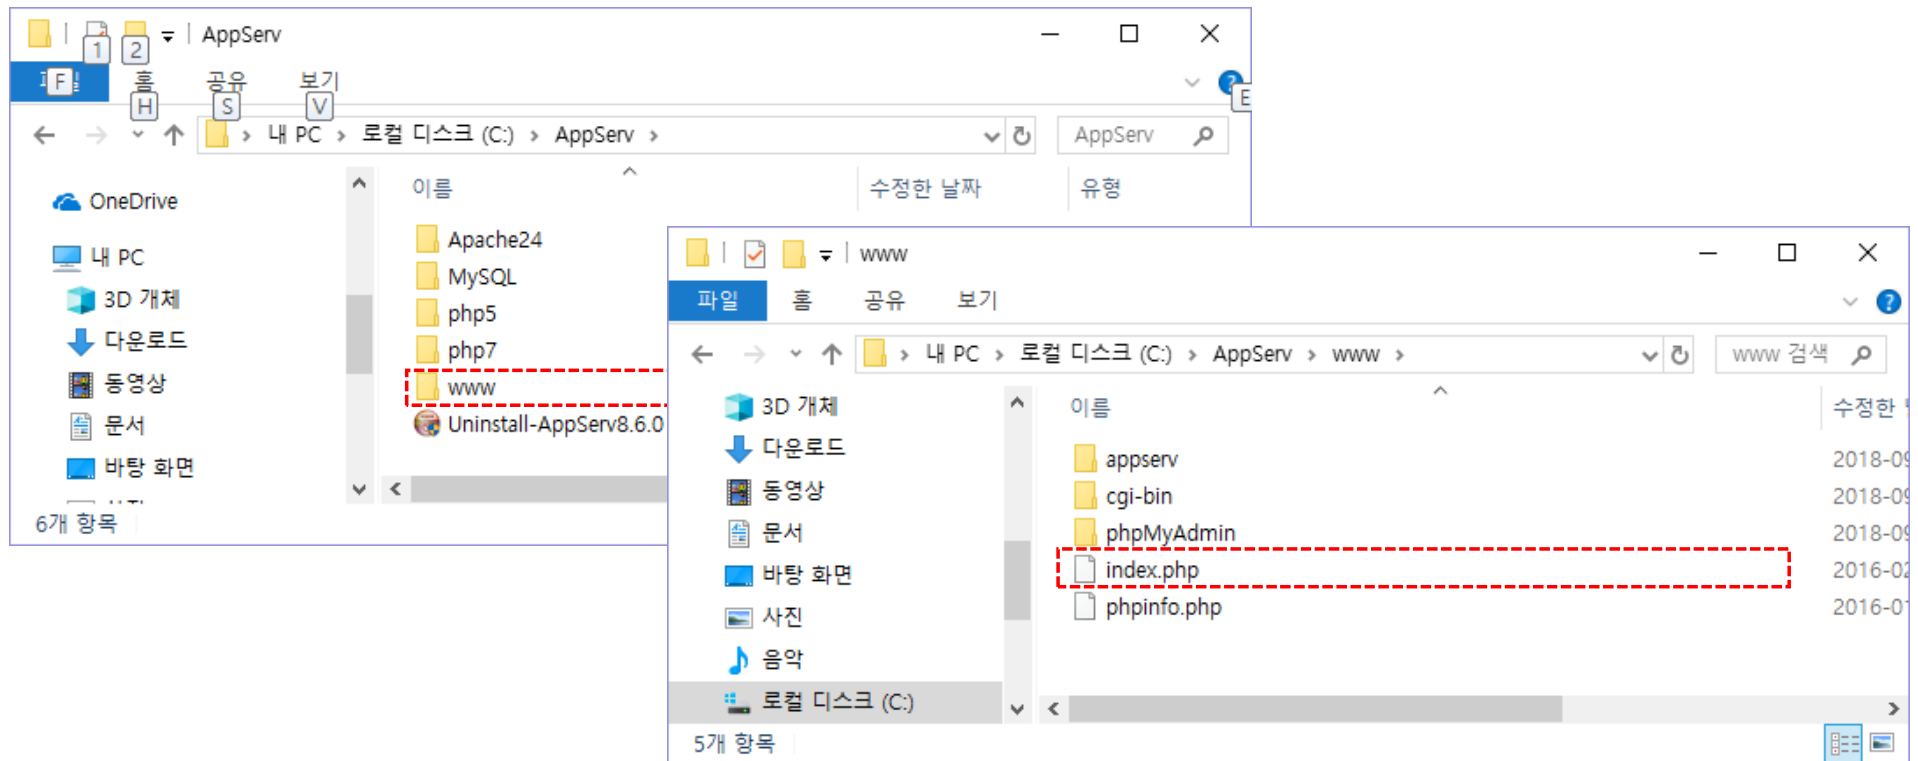 AppServ
1
2
F
홈
공유
보기
H
S
V
E
내 PC > 로컬 디스크 (C:) > AppServ >
AppServ
OneDrive
내 PC
3D 개체
다운로드
동영상
문서
바탕 화면
이름
수정한 날짜
유형
Apache24
MySQL
php5
php7
www
Uninstall-AppServ8.6.0
6개 항목
www
파일
홈
공유
보기
내 PC > 로컬 디스크 (C:) > AppServ > www >
www 검색
3D 개체
다운로드
동영상
문서
바탕 화면
사진
음악
로컬 디스크 (C:)
이름
수정한
appserv
2018-09
cgi-bin
2018-09
phpMyAdmin
2018-09
index.php
2016-02
phpinfo.php
2016-01
5개 항목